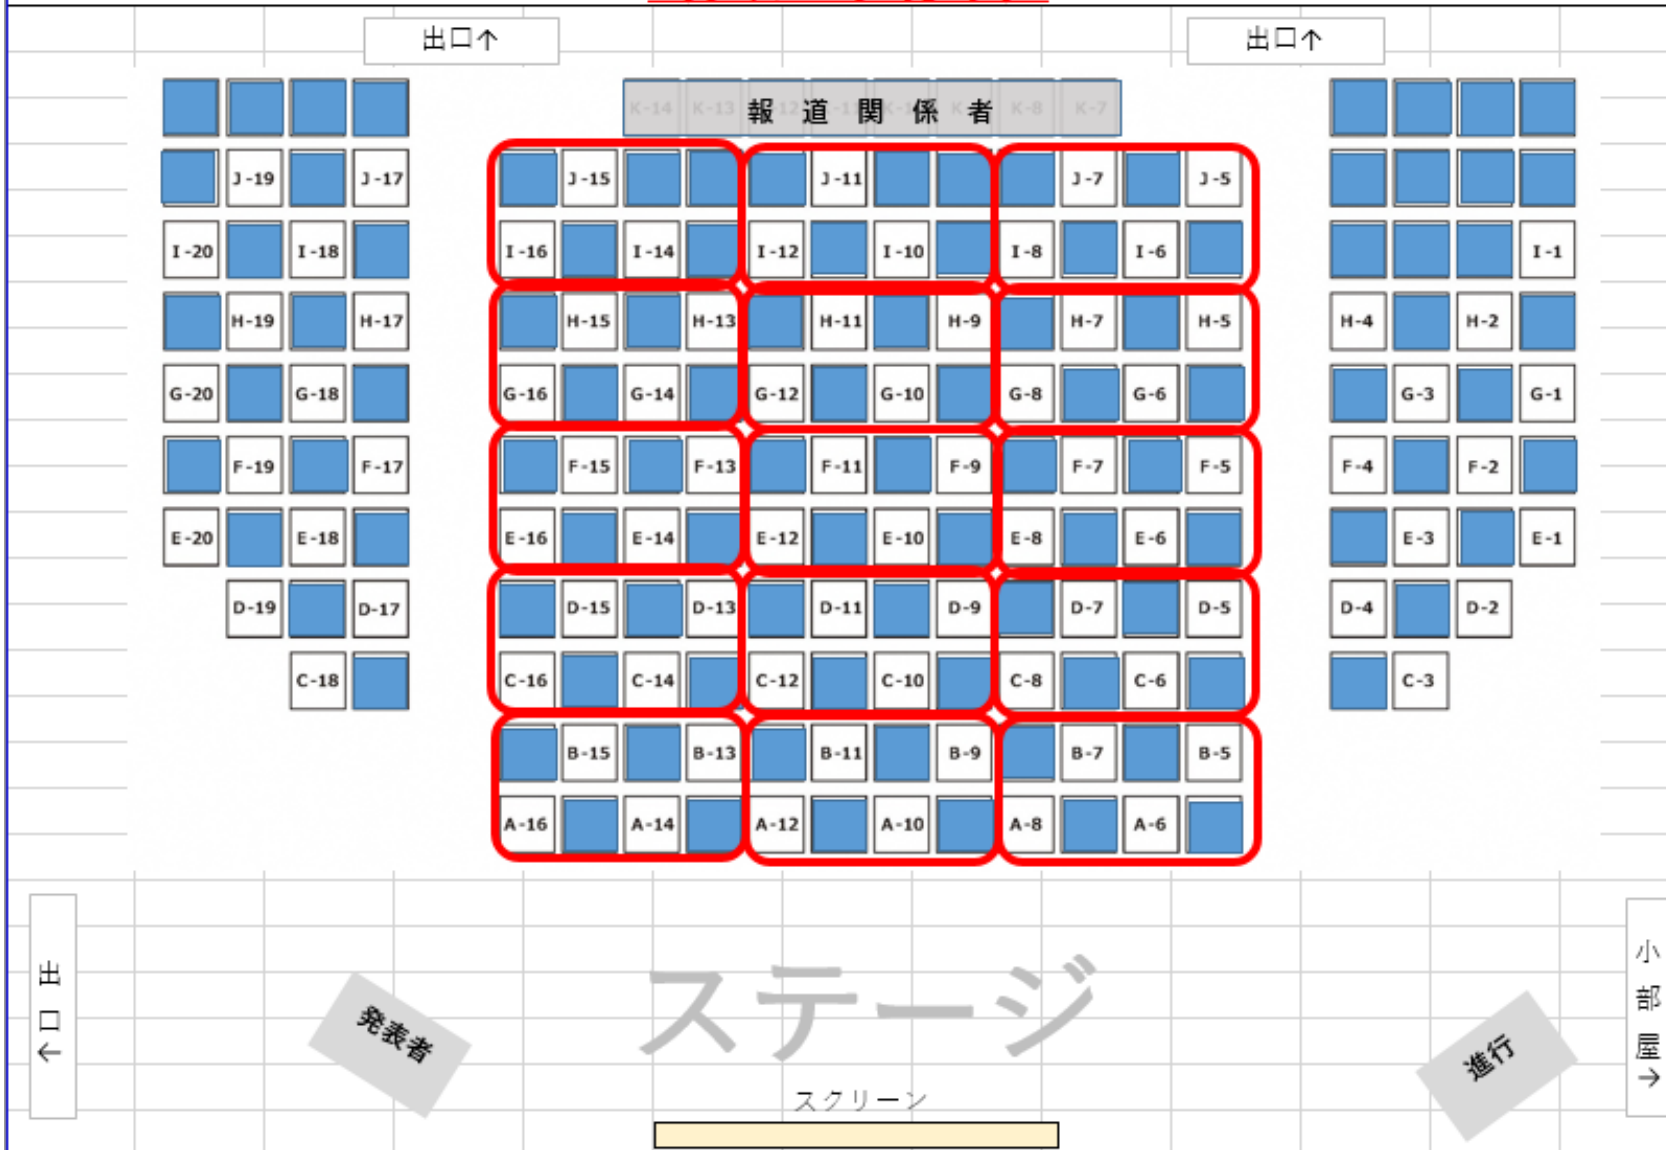 出口↑ 出口↑
K-14 K-13 報道関係者 K-8 K-7
J-19 J-17 J-15 J-11 J-7 J-5
I-20 I-18 I-16 I-14 I-12 I-10 I-8 I-6 I-1
H-19 H-17 H-15 H-13 H-11 H-9 H-7 H-5 H-4 H-2
G-20 G-18 G-16 G-14 G-12 G-10 G-8 G-6 G-3 G-1
F-19 F-17 F-15 F-13 F-11 F-9 F-7 F-5 F-4 F-2
E-20 E-18 E-16 E-14 E-12 E-10 E-8 E-6 E-3 E-1
D-19 D-17 D-15 D-13 D-11 D-9 D-7 D-5 D-4 D-2
C-18 C-16 C-14 C-12 C-10 C-8 C-6 C-3
B-15 B-13 B-11 B-9 B-7 B-5
A-16 A-14 A-12 A-10 A-8 A-6
出口←
発表者
ステージ
進行
小部屋→
スクリーン